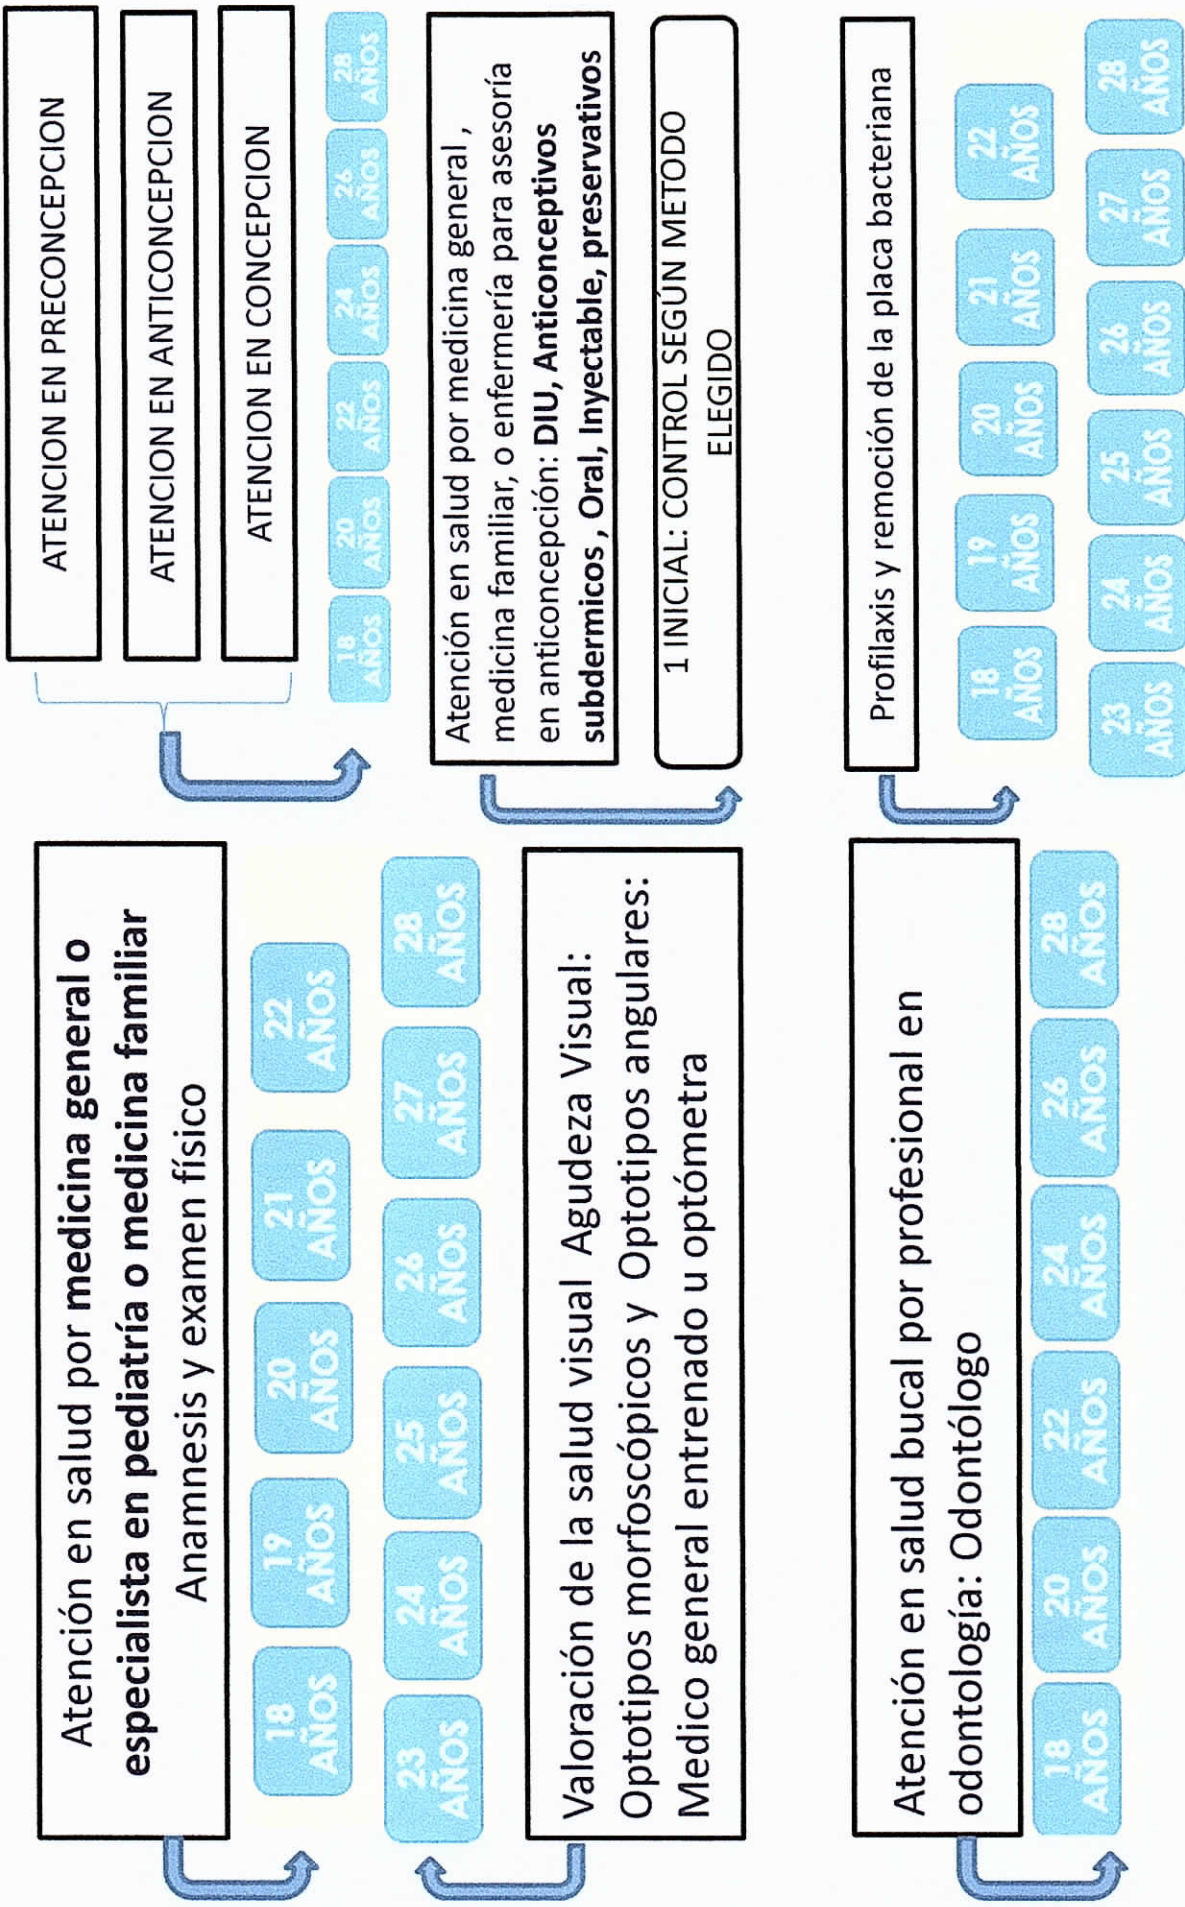 Atención en salud por medicina general o
especialista en pediatría o medicina familiar
Anamnesis y examen físico
18
AÑOS
19
AÑOS
20
AÑOS
21
AÑOS
22
AÑOS
23
AÑOS
24
AÑOS
25
AÑOS
26
AÑOS
27
AÑOS
28
AÑOS
Valoración de la salud visual Agudeza Visual:
Optotipos morfoscópicos y Optotipos angulares:
Medico general entrenado u optómetra
Atención en salud bucal por profesional en
odontología: Odontólogo
18
AÑOS
20
AÑOS
22
AÑOS
24
AÑOS
26
AÑOS
28
AÑOS
ATENCION EN PRECONCEPCION
ATENCION EN ANTICONCEPCION
ATENCION EN CONCEPCION
18
AÑOS
20
AÑOS
22
AÑOS
24
AÑOS
26
AÑOS
28
AÑOS
Atención en salud por medicina general ,
medicina familiar, o enfermería para asesoría
en anticoncepción: DIU, Anticonceptivos
subdermicos , Oral, Inyectable, preservativos
1 INICIAL: CONTROL SEGÚN METODO
ELEGIDO
Profilaxis y remoción de la placa bacteriana
18
AÑOS
19
AÑOS
20
AÑOS
21
AÑOS
22
AÑOS
23
AÑOS
24
AÑOS
25
AÑOS
26
AÑOS
27
AÑOS
28
AÑOS